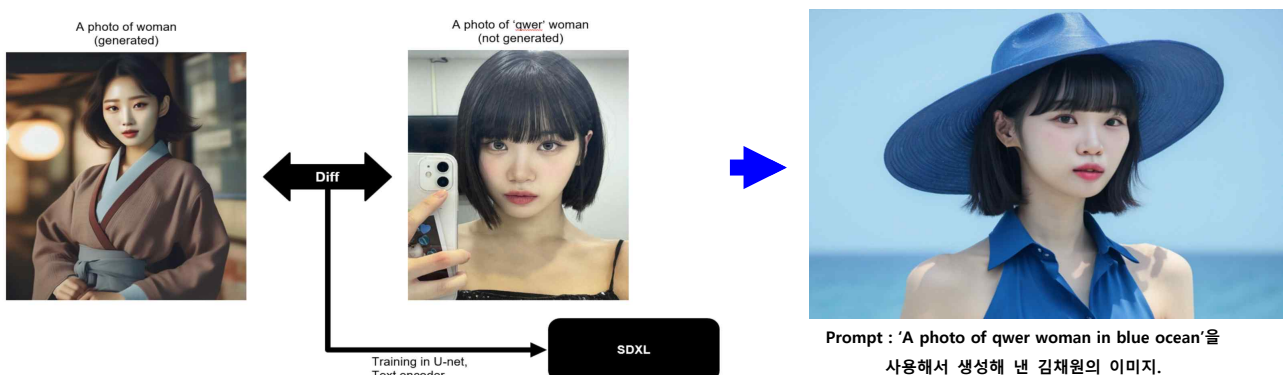 A photo of woman
(generated)
A photo of 'qwer' woman
(not generated)
Diff
SDXL
Training in U-net,
Text encoder
Prompt : 'A photo of qwer woman in blue ocean'을
사용해서 생성해 낸 김채원의 이미지.